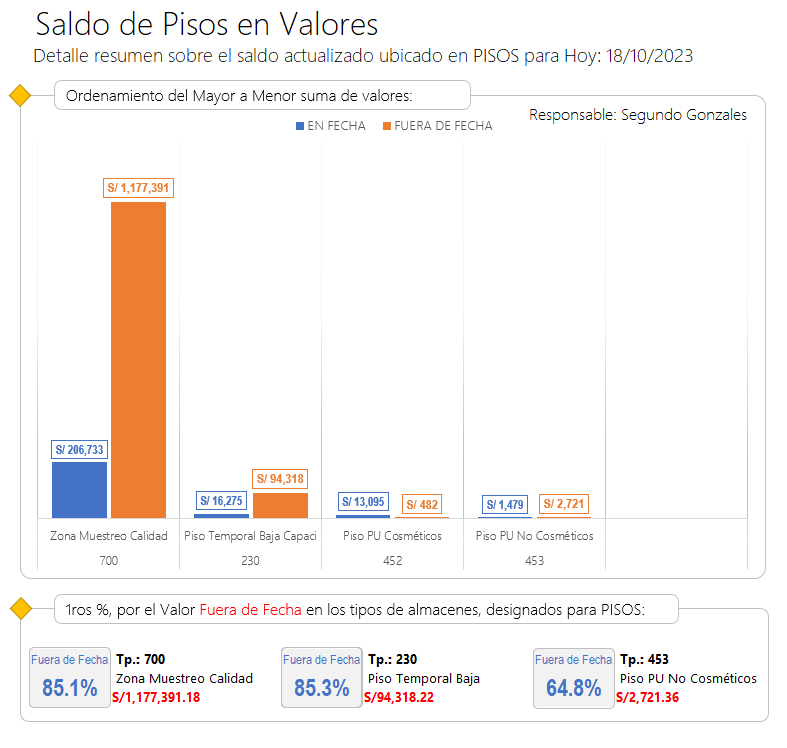 Saldo de Pisos en Valores
Detalle resumen sobre el saldo actualizado ubicado en PISOS para Hoy: 18/10/2023
Ordenamiento del Mayor a Menor suma de valores:
Responsable: Segundo Gonzales
EN FECHA FUERA DE FECHA
S/ 1,177,391
S/ 206,733
S/ 94,318
S/ 16,275
S/ 13,095
S/ 482
S/ 1,479
S/ 2,721
Zona Muestreo Calidad Piso Temporal Baja Capaci Piso PU Cosméticos Piso PU No Cosméticos
700 230 452 453
1ros %, por el Valor Fuera de Fecha en los tipos de almacenes, designados para PISOS:
Fuera de Fecha
85.1%
Tp.: 700
Zona Muestreo Calidad
S/1,177,391.18
Fuera de Fecha
85.3%
Tp.: 230
Piso Temporal Baja
S/94,318.22
Fuera de Fecha
64.8%
Tp.: 453
Piso PU No Cosméticos
S/2,721.36